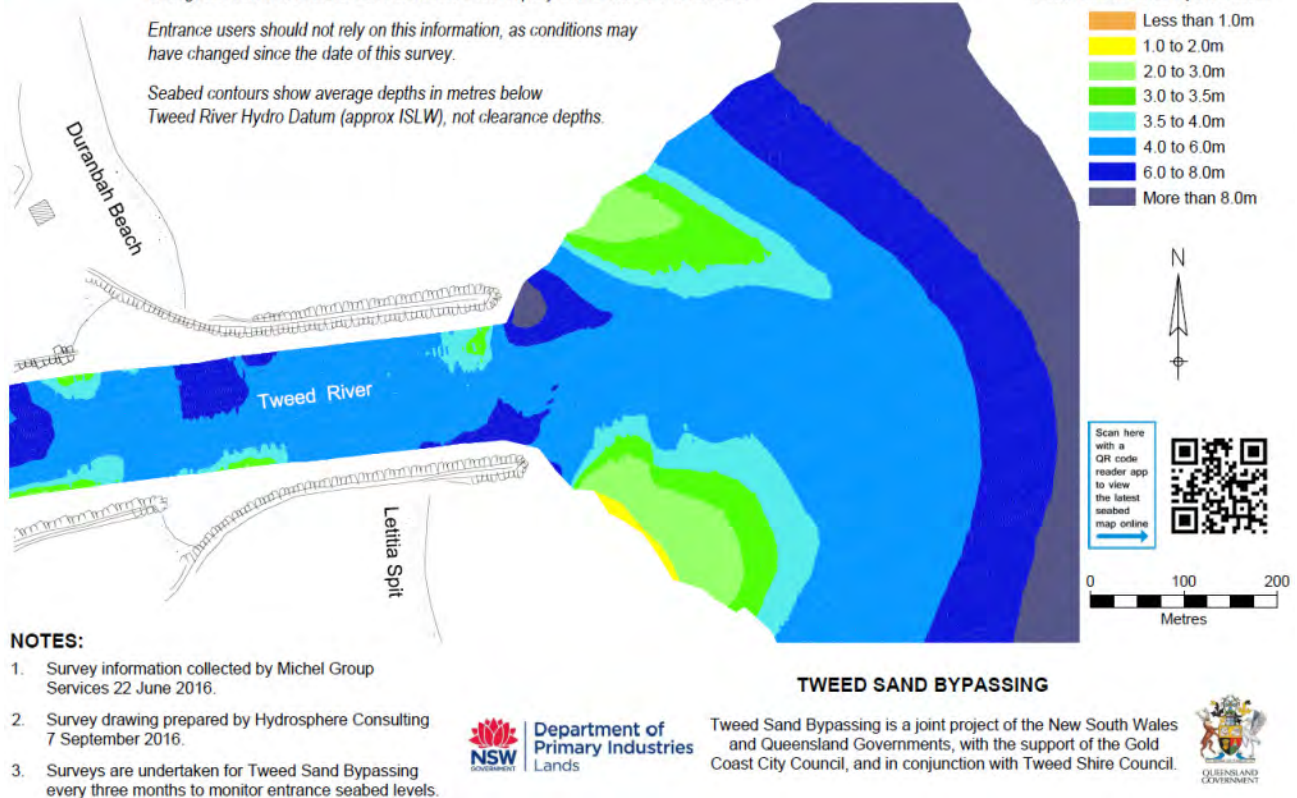 Entrance users should not rely on this information, as conditions may
have changed since the date of this survey.
Seabed contours show average depths in metres below
Tweed River Hydro Datum (approx ISLW), not clearance depths.
Less than 1.0m
1.0 to 2.0m
2.0 to 3.0m
3.0 to 3.5m
3.5 to 4.0m
4.0 to 6.0m
6.0 to 8.0m
More than 8.0m
Duranbah Beach
Tweed River
Letitia Spit
N
Scan here
with a
QR code
reader app
to view
the latest
seabed
map online
0 100 200
Metres
NOTES:
1. Survey information collected by Michel Group
Services 22 June 2016.
2. Survey drawing prepared by Hydrosphere Consulting
7 September 2016.
3. Surveys are undertaken for Tweed Sand Bypassing
every three months to monitor entrance seabed levels.
NSW
GOVERNMENT
Department of
Primary Industries
Lands
TWEED SAND BYPASSING
Tweed Sand Bypassing is a joint project of the New South Wales
and Queensland Governments, with the support of the Gold
Coast City Council, and in conjunction with Tweed Shire Council.
QUEENSLAND
GOVERNMENT